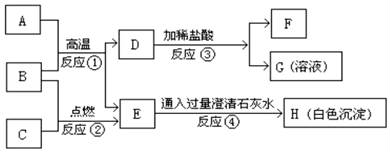 A
B
C
高温
反应①
点燃
反应②
D
E
加稀盐酸
反应③
F
G（溶液）
通入过量澄清石灰水
反应④
H（白色沉淀）